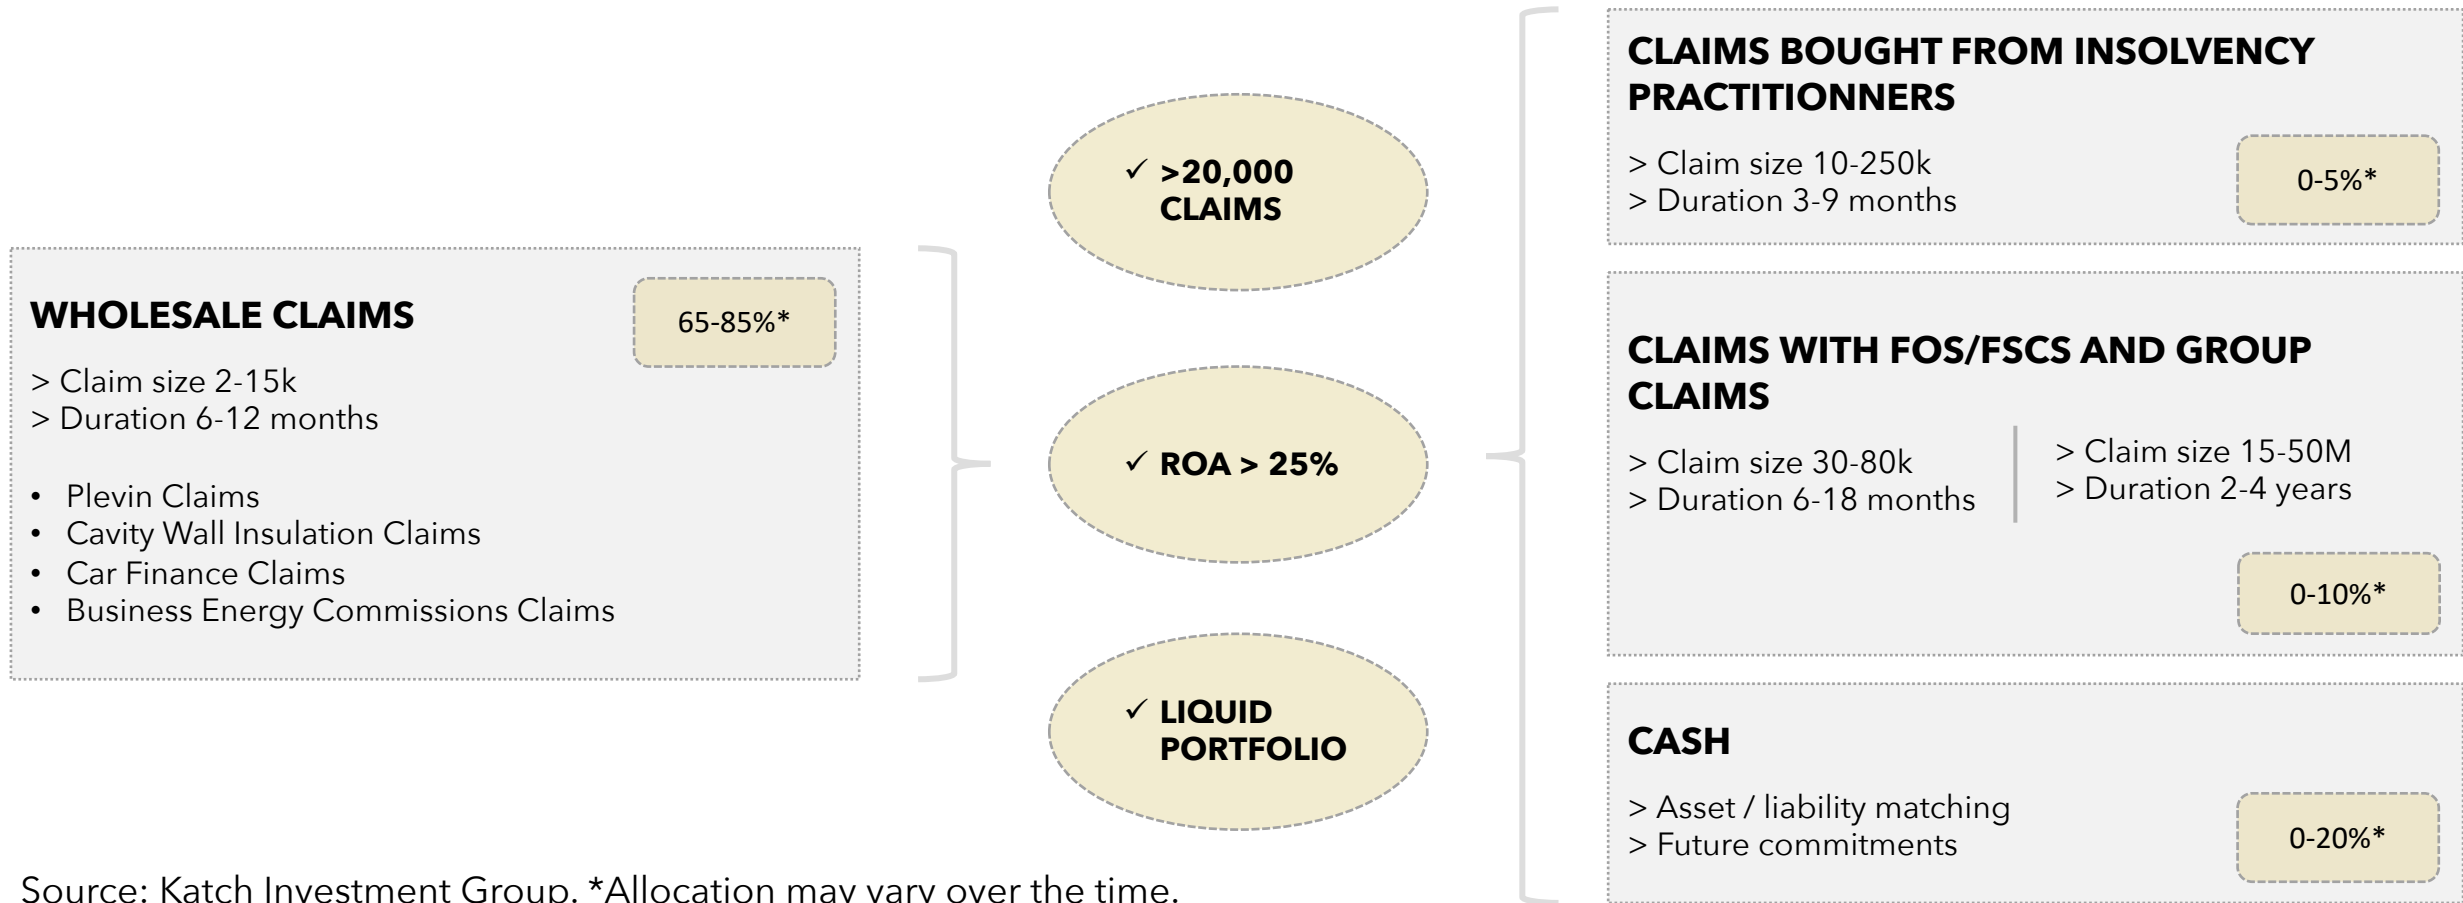 WHOLESALE CLAIMS
65-85%*
> Claim size 2-15k
> Duration 6-12 months
• Plevin Claims
• Cavity Wall Insulation Claims
• Car Finance Claims
• Business Energy Commissions Claims
✓ >20,000
CLAIMS
✓ ROA > 25%
✓ LIQUID
PORTFOLIO
CLAIMS BOUGHT FROM INSOLVENCY
PRACTITIONNERS
> Claim size 10-250k
> Duration 3-9 months
0-5%*
CLAIMS WITH FOS/FSCS AND GROUP
CLAIMS
> Claim size 30-80k
> Duration 6-18 months
> Claim size 15-50M
> Duration 2-4 years
0-10%*
CASH
> Asset / liability matching
> Future commitments
0-20%*
Source: Katch Investment Group. *Allocation may vary over the time.